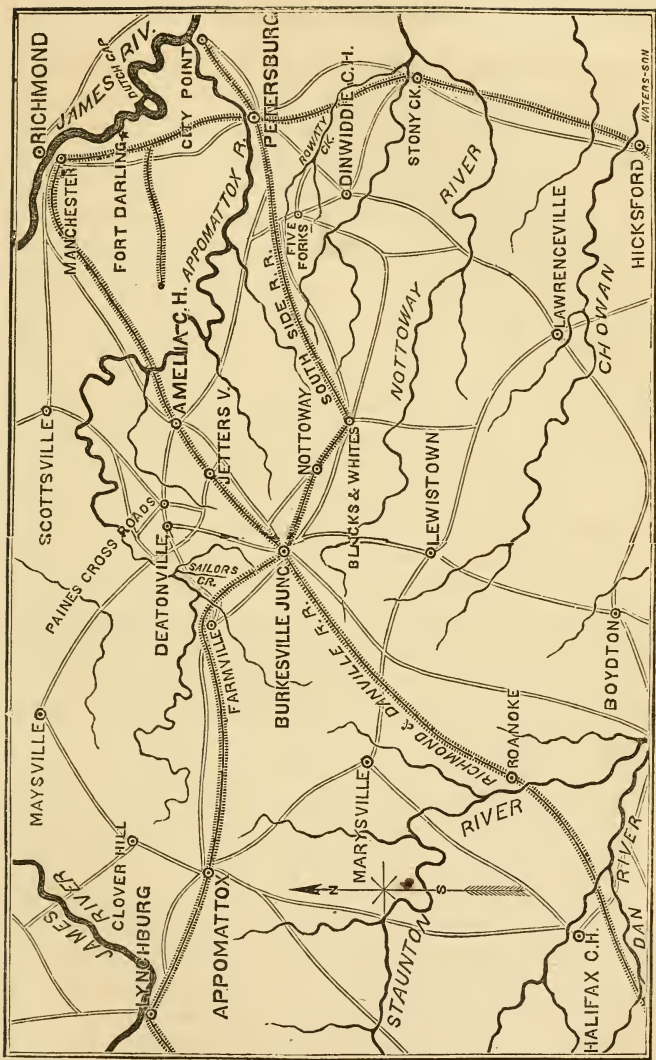 RICHMOND
JAMES RIV.
DUTCH GAP
MANCHESTER
FORT DARLING
CITY POINT
APPOMATTOX R.
PETERSBURG
ROWATY CK.
DINWIDDIE C.H.
STONY CK.
FIVE FORKS
SOUTH SIDE R.R.
AMELIA C.H.
JETTERS V.
NOTTOWAY
BLACKS & WHITES
NOTTOWAY RIVER
LAWRENCEVILLE
CHOWAN
HICKSFORD
WATERS-SON
SCOTTSVILLE
PAINES CROSS ROADS
DEATONVILLE
SAILORS CR.
FARMVILLE
BURKESVILLE JUNC.
LEWISTOWN
BOYDTON
RICHMOND & DANVILLE R.R.
ROANOKE
MAYSVILLE
CLOVER HILL
JAMES RIVER
LYNCHBURG
APPOMATTOX
MARYSVILLE
N
S
STAUNTON RIVER
HALIFAX C.H.
DAN RIVER